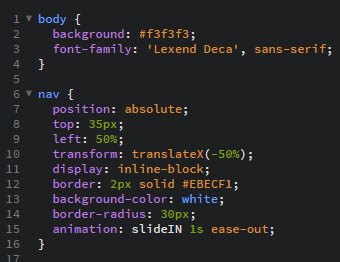 1 body {
2 background: #f3f3f3;
3 font-family: 'Lexend Deca', sans-serif;
4 }
5
6 nav {
7 position: absolute;
8 top: 35px;
9 left: 50%;
10 transform: translateX(-50%);
11 display: inline-block;
12 border: 2px solid #EBECF1;
13 background-color: white;
14 border-radius: 30px;
15 animation: slideIN 1s ease-out;
16 }
17